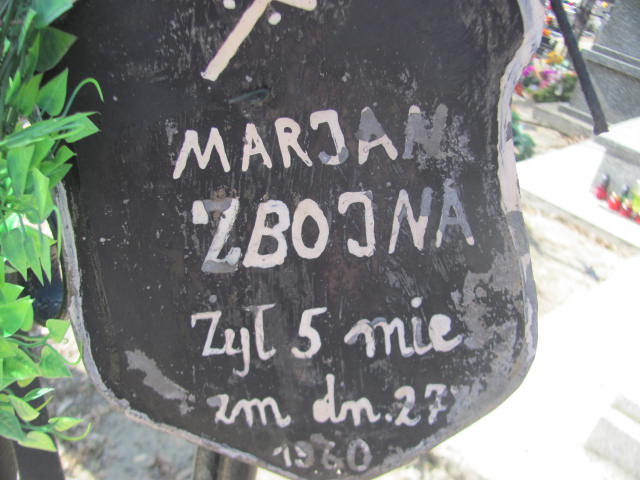 MARJAN
ZBOJNA
Żył 5 mie
zm dn. 27
1960